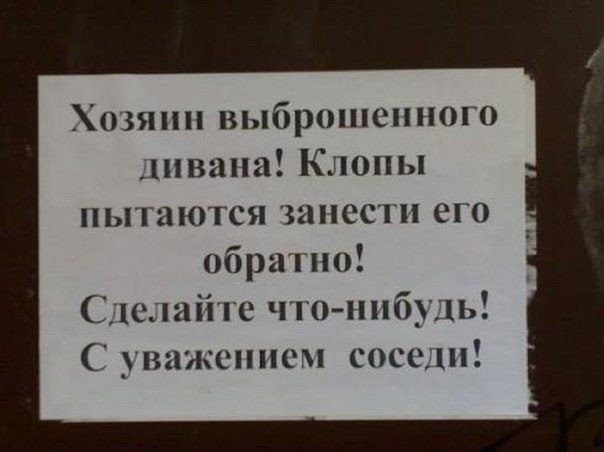 Хозяин выброшенного
дивана! Клопы
пытаются занести его
обратно!
Сделайте что-нибудь!
С уважением соседи!